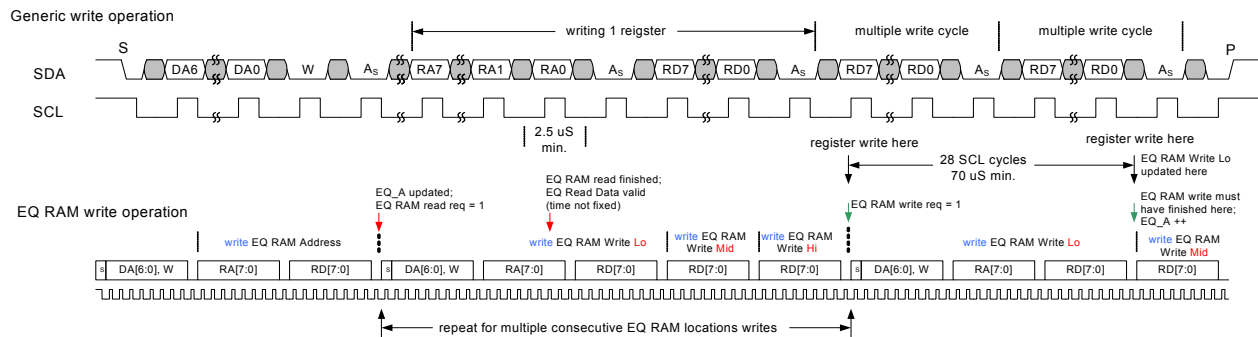 Generic write operation
writing 1 reigster
multiple write cycle
multiple write cycle
S
P
SDA
DA6
DA0
W
As
RA7
RA1
RA0
As
RD7
RD0
As
RD7
RD0
As
RD7
RD0
As
SCL
2.5 uS
min.
register write here
register write here
28 SCL cycles
70 uS min.
EQ RAM Write Lo
updated here
EQ RAM write operation
EQ_A updated;
EQ RAM read req = 1
EQ RAM read finished;
EQ Read Data valid
(time not fixed)
EQ RAM write req = 1
EQ RAM write must
have finished here;
EQ_A ++
write EQ RAM Address
write EQ RAM Write Lo
write EQ RAM
Write Mid
write EQ RAM
Write Hi
write EQ RAM Write Lo
write EQ RAM
Write Mid
s
DA[6:0], W
RA[7:0]
RD[7:0]
s
DA[6:0], W
RA[7:0]
RD[7:0]
RD[7:0]
RD[7:0]
s
DA[6:0], W
RA[7:0]
RD[7:0]
RD[7:0]
repeat for multiple consecutive EQ RAM locations writes